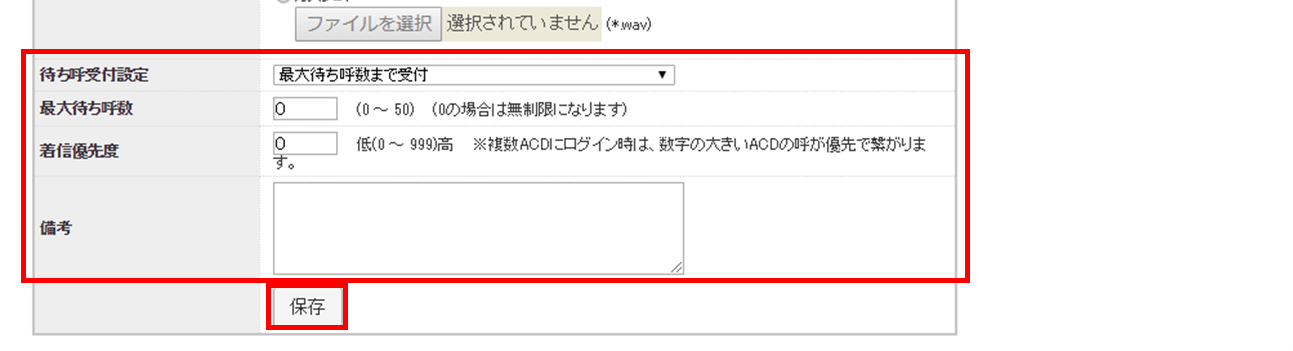 ファイルを選択 選択されていません (*.wav)
待ち呼受付設定 最大待ち呼数まで受付 ▼
最大待ち呼数 0 (0～50) (0の場合は無制限になります)
着信優先度 0 低(0～999)高 ※複数ACDにログイン時は、数字の大きいACDの呼が優先で繋がりま
す。
備考
保存